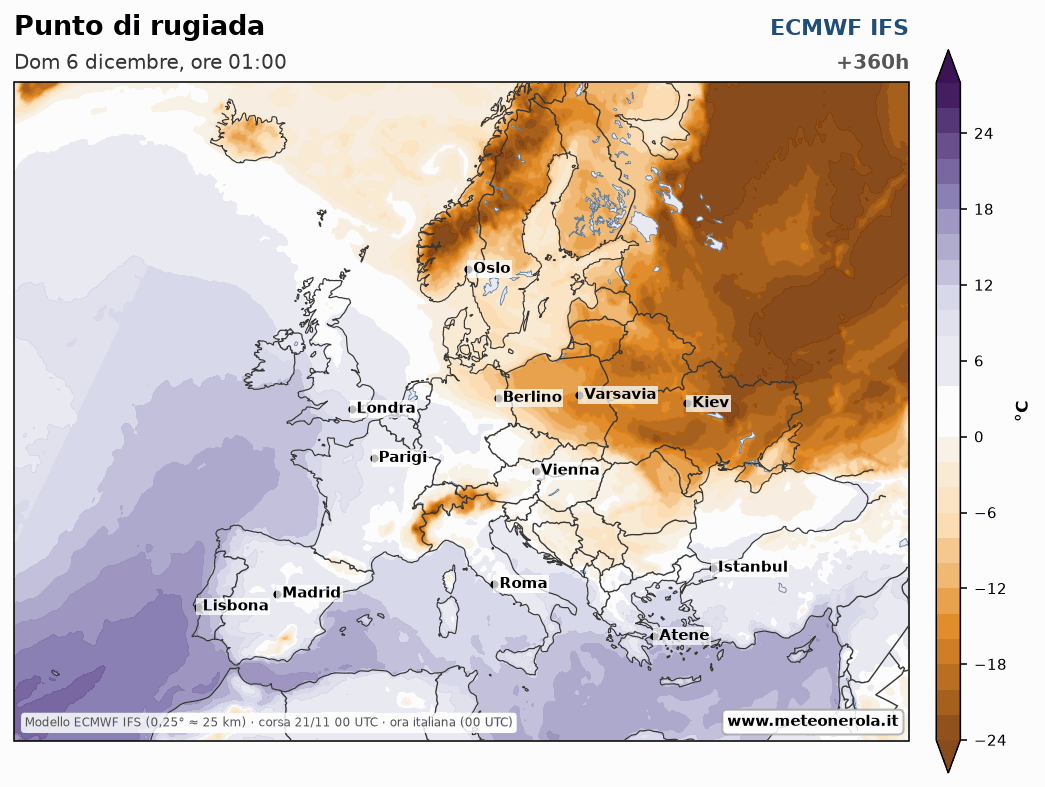 Punto di rugiada
ECMWF IFS
Dom 6 dicembre, ore 01:00
+360h
Oslo
Londra
Berlino
Varsavia
Kiev
Parigi
Vienna
Istanbul
Roma
Madrid
Lisbona
Atene
24
18
12
6
0
−6
−12
−18
−24
°C
Modello ECMWF IFS (0,25° ≈ 25 km) · corsa 21/11 00 UTC · ora italiana (00 UTC)
www.meteonerola.it